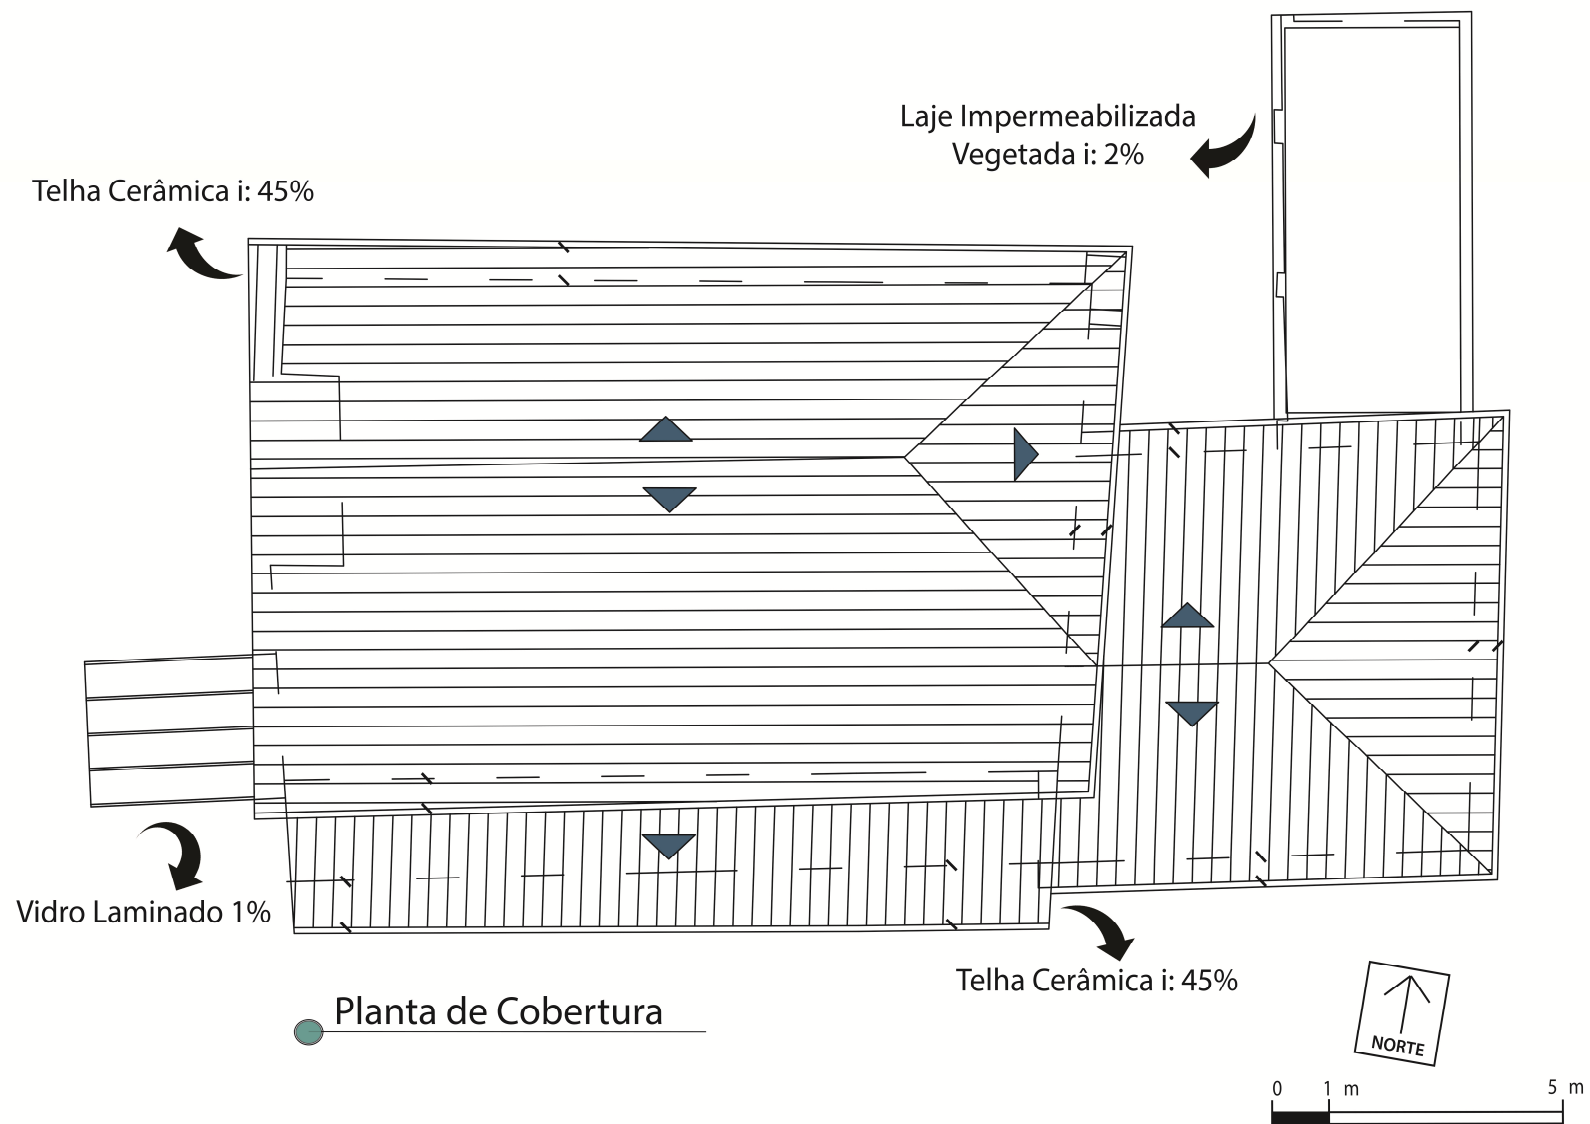 Laje Impermeabilizada
Vegetada i: 2%
Telha Cerâmica i: 45%
Vidro Laminado 1%
Telha Cerâmica i: 45%
Planta de Cobertura
NORTE
0 1 m 5 m